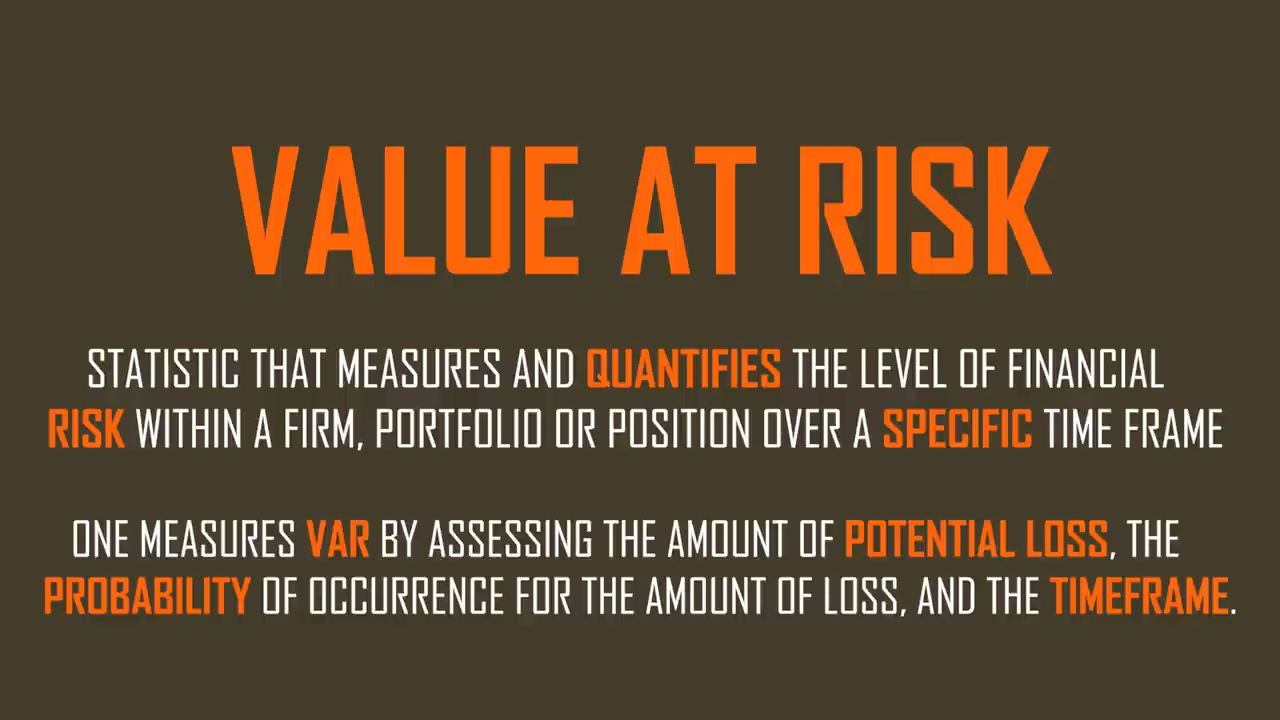 VALUE AT RISK
STATISTIC THAT MEASURES AND QUANTIFIES THE LEVEL OF FINANCIAL
RISK WITHIN A FIRM, PORTFOLIO OR POSITION OVER A SPECIFIC TIME FRAME
ONE MEASURES VAR BY ASSESSING THE AMOUNT OF POTENTIAL LOSS, THE
PROBABILITY OF OCCURRENCE FOR THE AMOUNT OF LOSS, AND THE TIMEFRAME.